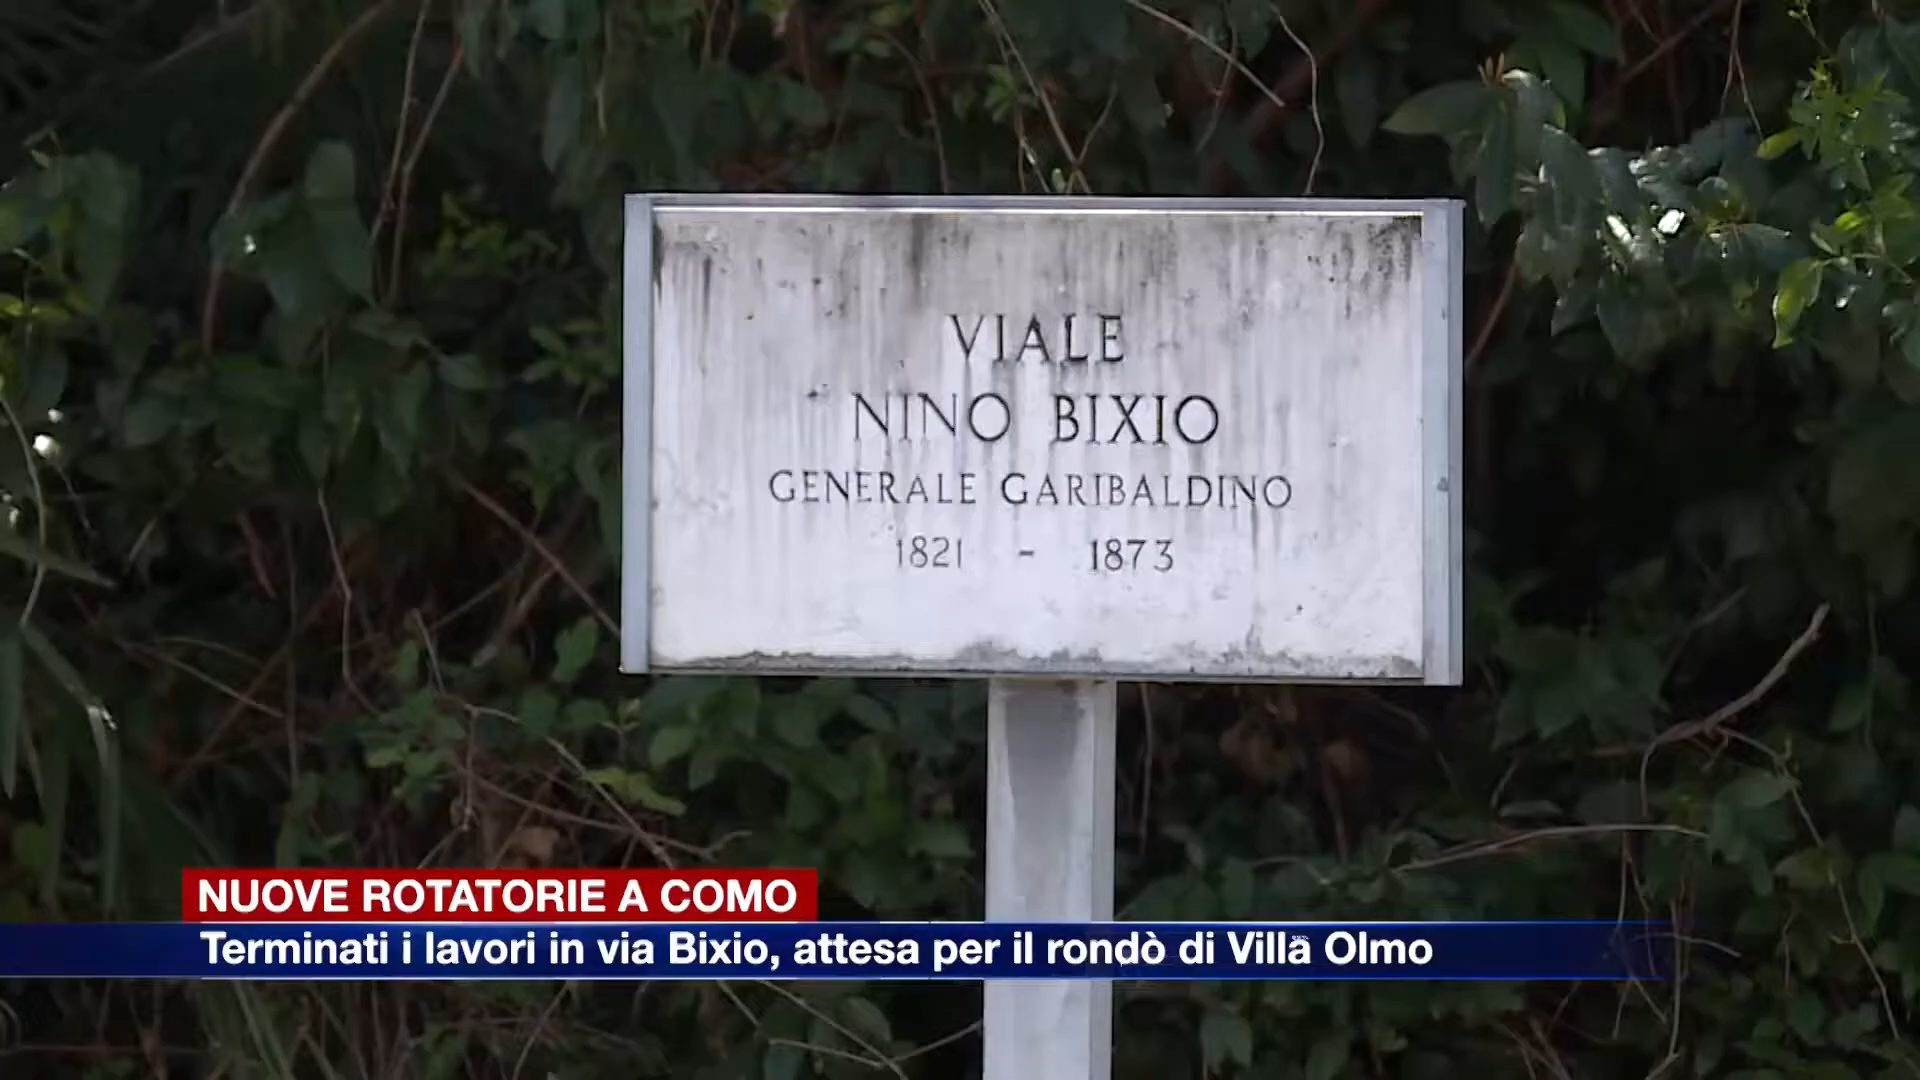 VIALE
NINO BIXIO
GENERALE GARIBALDINO
1821 - 1873
NUOVE ROTATORIE A COMO
Terminati i lavori in via Bixio, attesa per il rondò di Villa Olmo